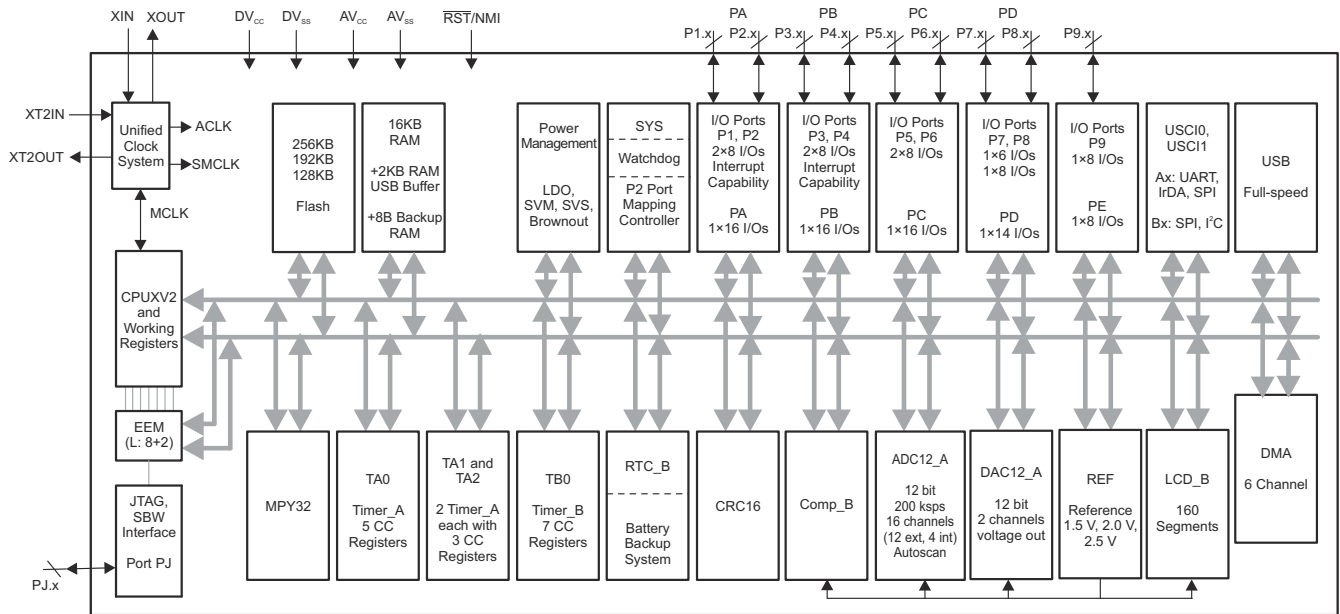 XIN
XOUT
DVCC
DVSS
AVCC
AVSS
RST/NMI
PA
PB
PC
PD
P1.x
P2.x
P3.x
P4.x
P5.x
P6.x
P7.x
P8.x
P9.x
XT2IN
XT2OUT
Unified
Clock
System
ACLK
SMCLK
MCLK
256KB
192KB
128KB
Flash
16KB
RAM
+2KB RAM
USB Buffer
+8B Backup
RAM
Power
Management
LDO,
SVM, SVS,
Brownout
SYS
Watchdog
P2 Port
Mapping
Controller
I/O Ports
P1, P2
2×8 I/Os
Interrupt
Capability
PA
1×16 I/Os
I/O Ports
P3, P4
2×8 I/Os
Interrupt
Capability
PB
1×16 I/Os
I/O Ports
P5, P6
2×8 I/Os
PC
1×16 I/Os
I/O Ports
P7, P8
1×6 I/Os
1×8 I/Os
PD
1×14 I/Os
I/O Ports
P9
1×8 I/Os
PE
1×8 I/Os
USCI0,
USCI1
Ax: UART,
IrDA, SPI
Bx: SPI, I²C
USB
Full-speed
CPUXV2
and
Working
Registers
EEM
(L: 8+2)
JTAG,
SBW
Interface
Port PJ
PJ.x
MPY32
TA0
Timer_A
5 CC
Registers
TA1 and
TA2
2 Timer_A
each with
3 CC
Registers
TB0
Timer_B
7 CC
Registers
RTC_B
Battery
Backup
System
CRC16
Comp_B
ADC12_A
12 bit
200 ksps
16 channels
(12 ext, 4 int)
Autoscan
DAC12_A
12 bit
2 channels
voltage out
REF
Reference
1.5 V, 2.0 V,
2.5 V
LCD_B
160
Segments
DMA
6 Channel